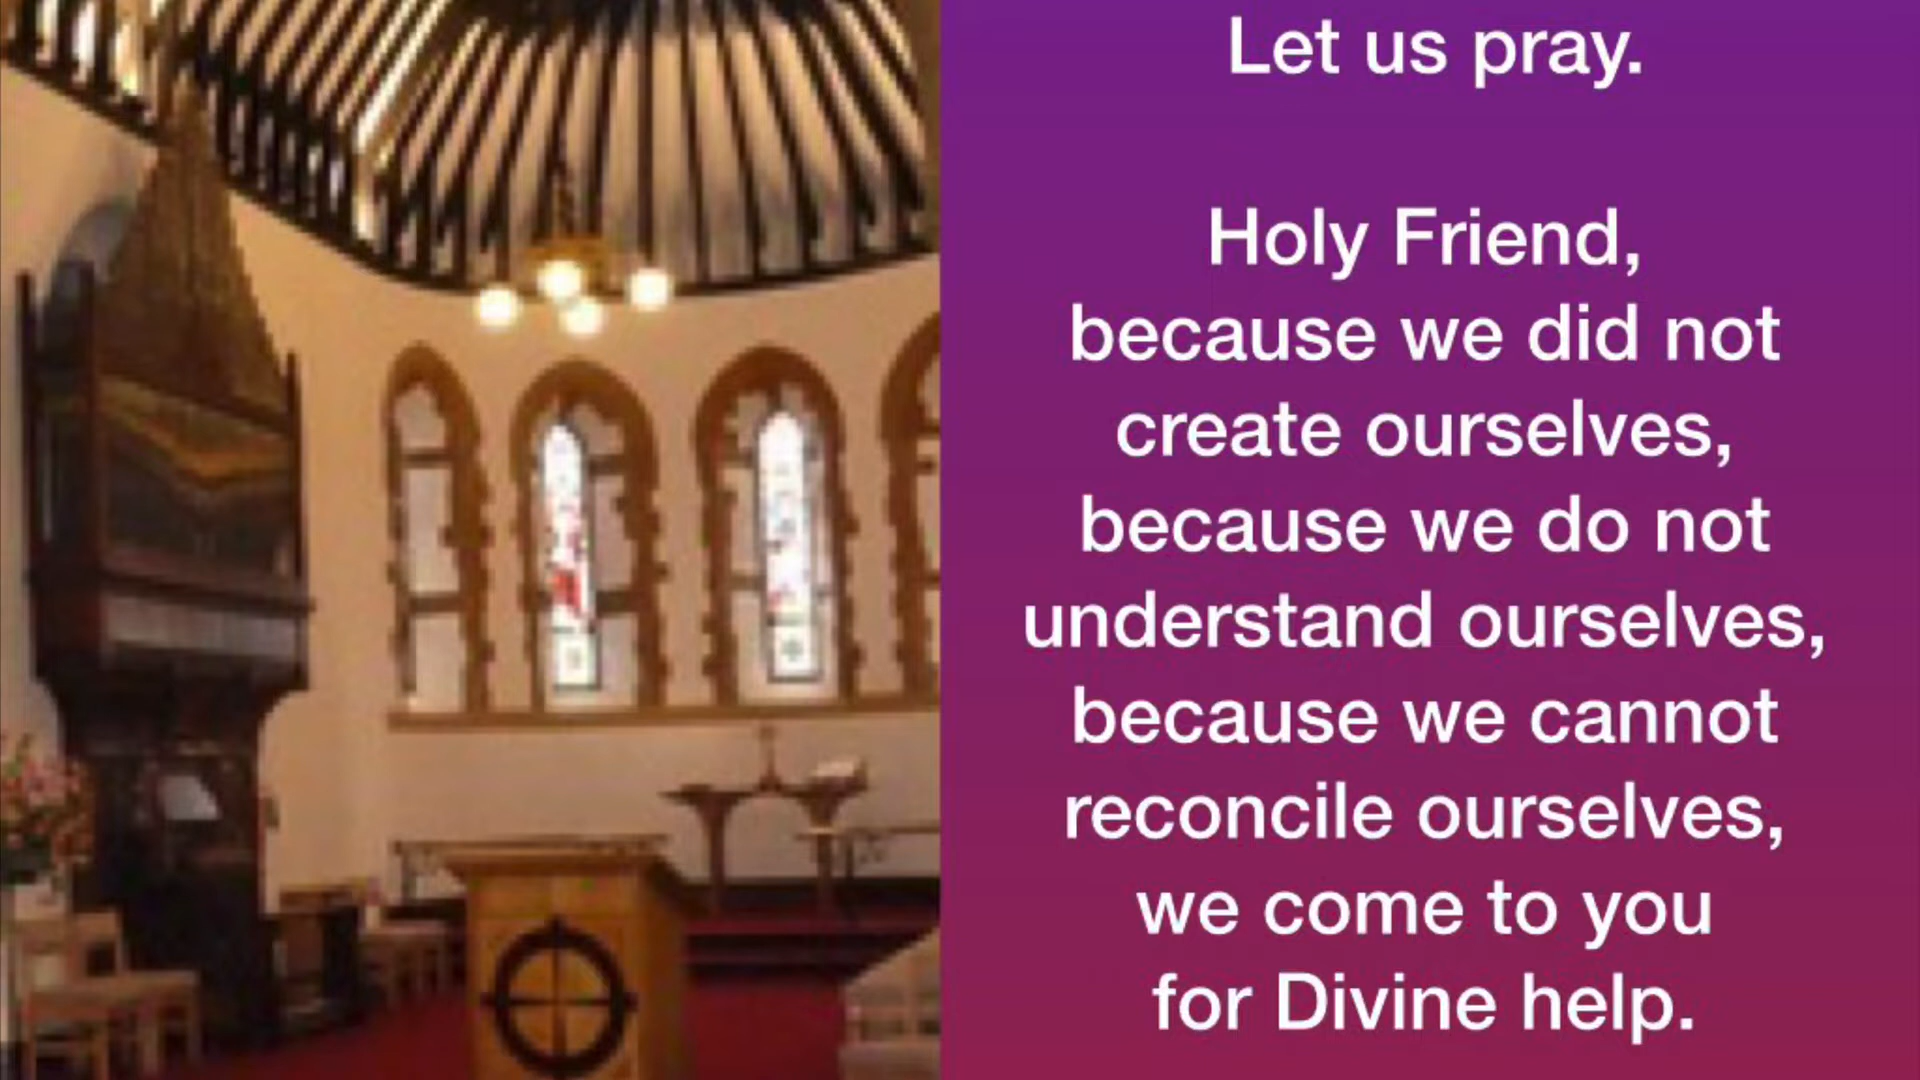 Let us pray.
Holy Friend,
because we did not
create ourselves,
because we do not
understand ourselves,
because we cannot
reconcile ourselves,
we come to you
for Divine help.